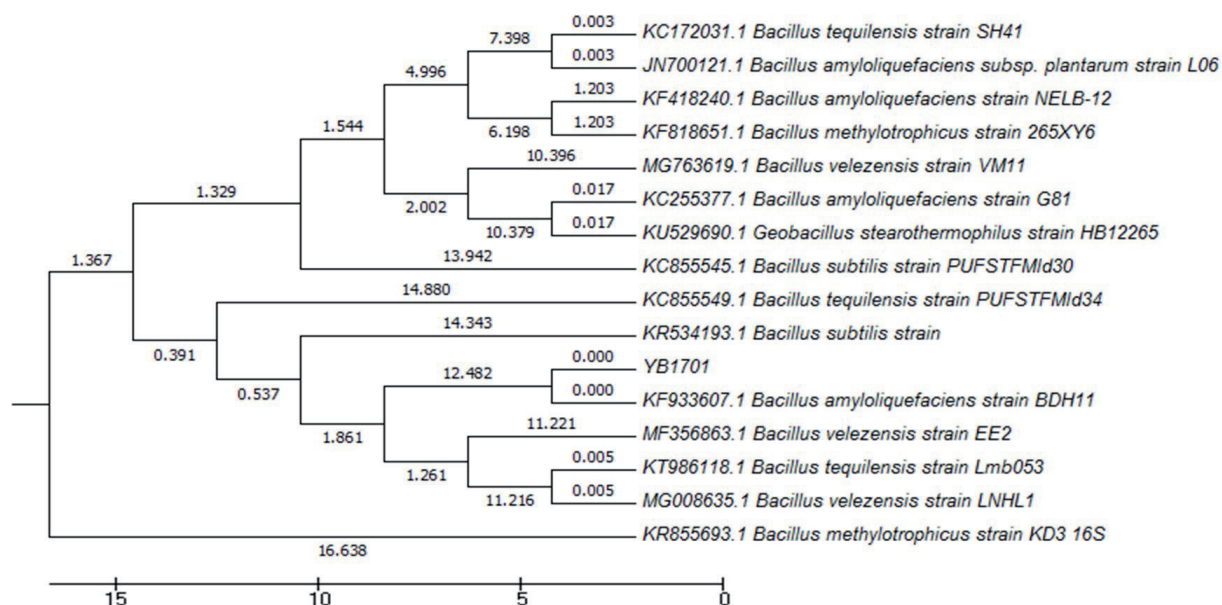 0.003
KC172031.1 Bacillus tequilensis strain SH41
7.398
0.003
JN700121.1 Bacillus amyloliquefaciens subsp. plantarum strain L06
4.996
1.203
KF418240.1 Bacillus amyloliquefaciens strain NELB-12
1.544
6.198
1.203
KF818651.1 Bacillus methylotrophicus strain 265XY6
10.396
MG763619.1 Bacillus velezensis strain VM11
1.329
2.002
0.017
KC255377.1 Bacillus amyloliquefaciens strain G81
10.379
0.017
KU529690.1 Geobacillus stearothermophilus strain HB12265
1.367
13.942
KC855545.1 Bacillus subtilis strain PUFSTFMId30
14.880
KC855549.1 Bacillus tequilensis strain PUFSTFMId34
0.391
14.343
KR534193.1 Bacillus subtilis strain
0.537
12.482
0.000
YB1701
0.000
KF933607.1 Bacillus amyloliquefaciens strain BDH11
1.861
11.221
MF356863.1 Bacillus velezensis strain EE2
1.261
0.005
KT986118.1 Bacillus tequilensis strain Lmb053
11.216
0.005
MG008635.1 Bacillus velezensis strain LNHL1
16.638
KR855693.1 Bacillus methylotrophicus strain KD3 16S
15 10 5 0